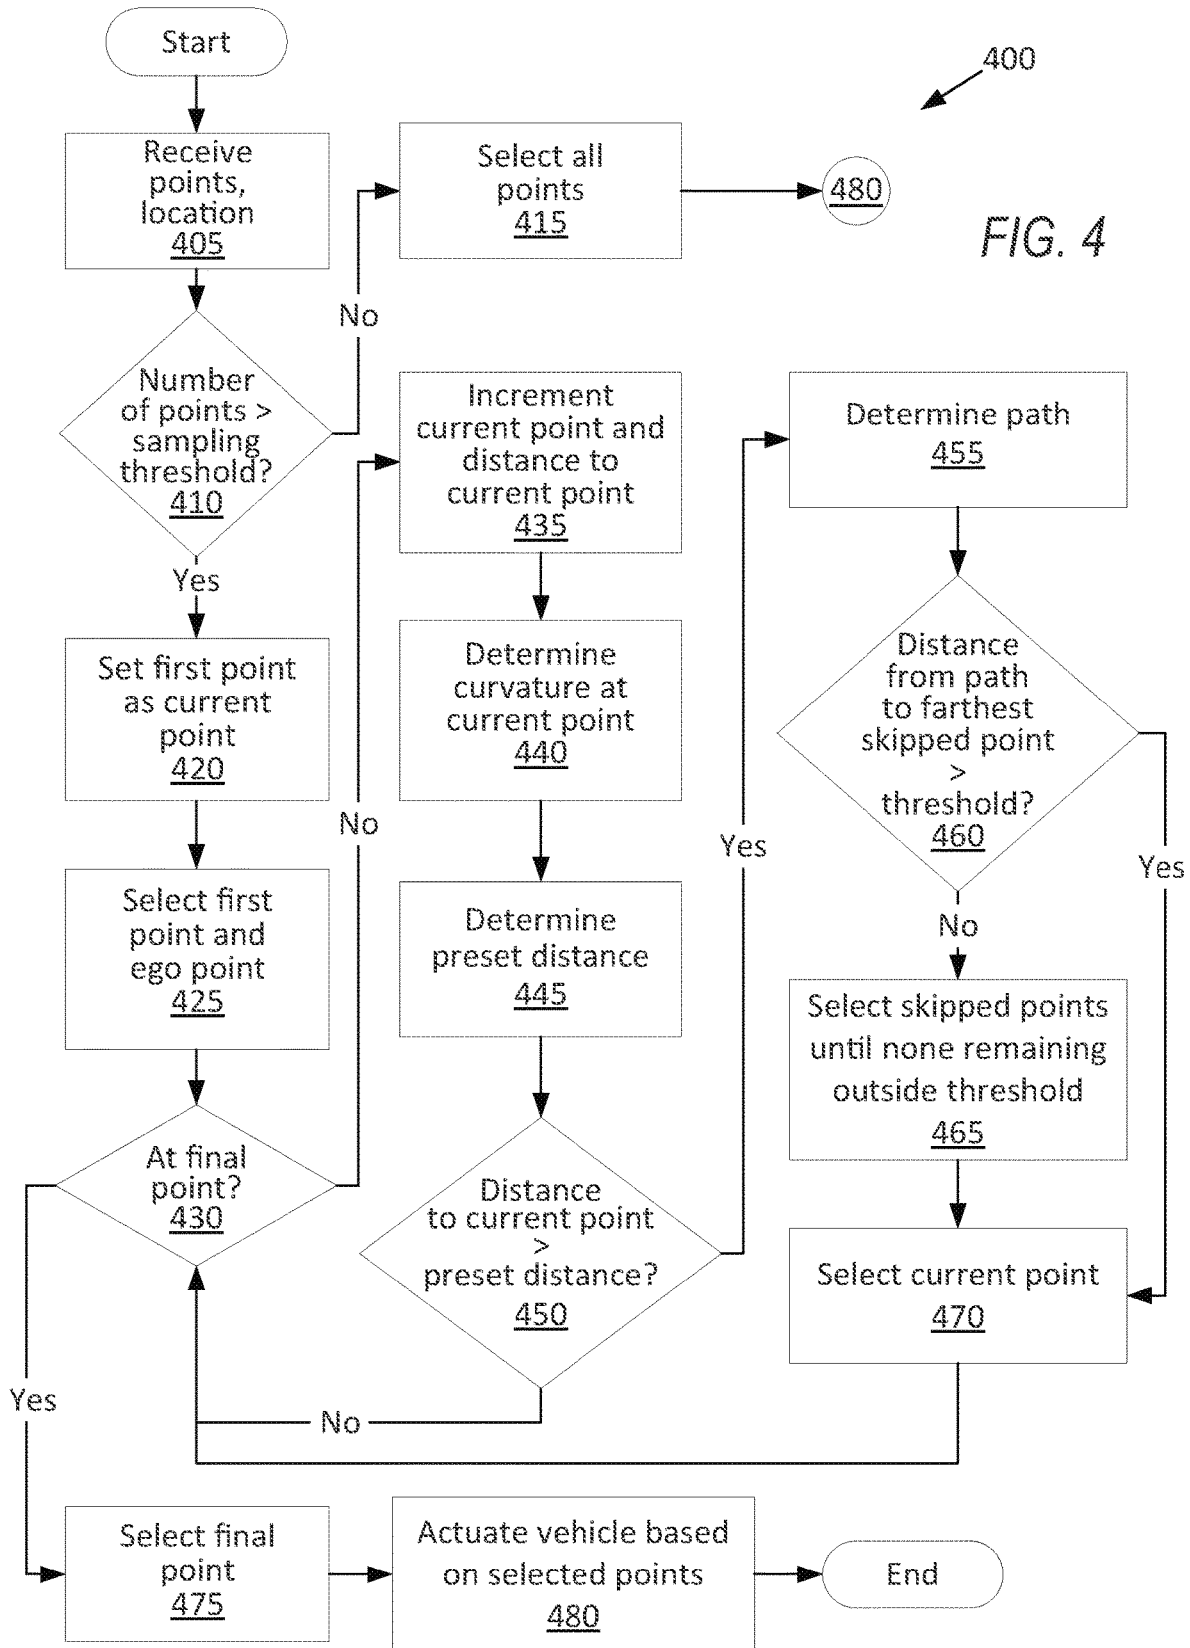 Start
400
Receive
points,
location
405
Select all
points
415
480
FIG. 4
No
Number
of points >
sampling
threshold?
410
Yes
Increment
current point and
distance to
current point
435
Determine path
455
Set first point
as current
point
420
Determine
curvature at
current point
440
Distance
from path
to farthest
skipped point
>
threshold?
460
No
Yes
Yes
Select first
point and
ego point
425
Determine
preset distance
445
No
Select skipped points
until none remaining
outside threshold
465
At final
point?
430
Distance
to current point
>
preset distance?
450
Select current point
470
Yes
No
Select final
point
475
Actuate vehicle based
on selected points
480
End